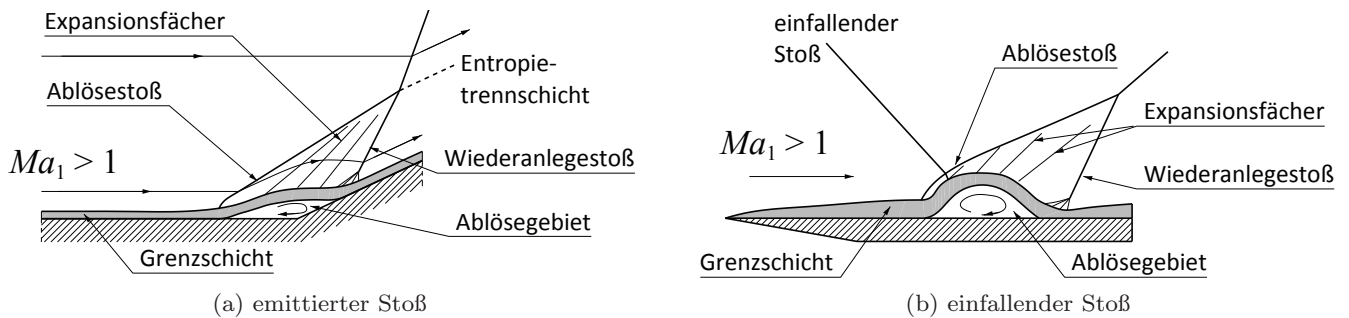 Expansionsfächer
Ablösestoß
Entropie-
trennschicht
Ma₁ > 1
Wiederanlegestoß
Ablösegebiet
Grenzschicht
(a) emittierter Stoß
einfallender
Stoß
Ablösestoß
Expansionsfächer
Ma₁ > 1
Wiederanlegestoß
Grenzschicht
Ablösegebiet
(b) einfallender Stoß